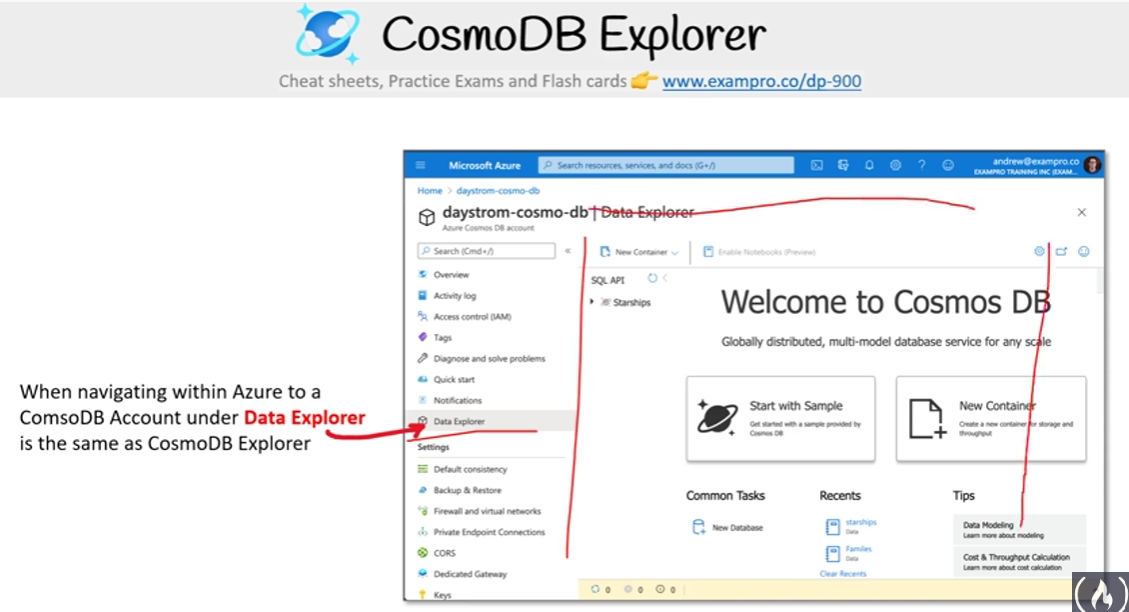 CosmoDB Explorer
Cheat sheets, Practice Exams and Flash cards www.exampro.co/dp-900
When navigating within Azure to a
ComsoDB Account under Data Explorer
is the same as CosmoDB Explorer
Microsoft Azure
Search resources, services, and docs (G+/)
andrew@exampro.co
EXAMPRO TRAINING INC (EXAM...
Home > daystrom-cosmo-db
daystrom-cosmo-db | Data Explorer
Azure Cosmos DB account
Search (Cmd+/)
Overview
Activity log
Access control (IAM)
Tags
Diagnose and solve problems
Quick start
Notifications
Data Explorer
Settings
Default consistency
Backup & Restore
Firewall and virtual networks
Private Endpoint Connections
CORS
Dedicated Gateway
Keys
New Container
Enable Notebooks (Preview)
SQL API
Starships
Welcome to Cosmos DB
Globally distributed, multi-model database service for any scale
Start with Sample
Get started with a sample provided by
Cosmos DB
New Container
Create a new container for storage and
throughput
Common Tasks
New Database
Recents
starships
Data
Familes
Data
Clear Recents
Tips
Data Modeling
Learn more about modeling
Cost & Throughput Calculation
Learn more about cost calculation
0 0 0